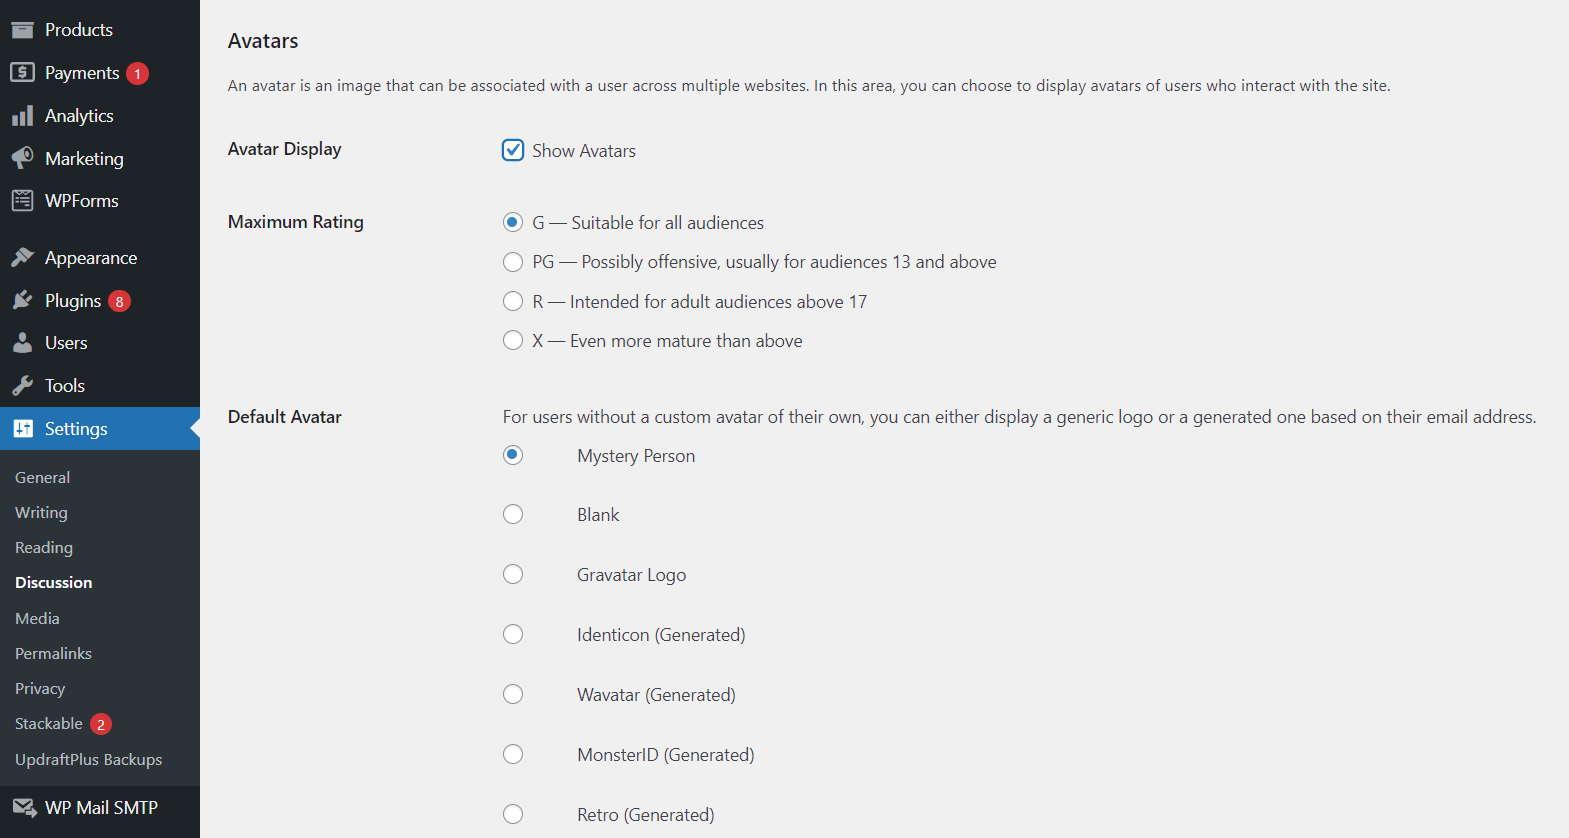 Products
Payments 1
Analytics
Marketing
WPForms
Appearance
Plugins 8
Users
Tools
Settings
General
Writing
Reading
Discussion
Media
Permalinks
Privacy
Stackable 2
UpdraftPlus Backups
WP Mail SMTP
Avatars
An avatar is an image that can be associated with a user across multiple websites. In this area, you can choose to display avatars of users who interact with the site.
Avatar Display
Show Avatars
Maximum Rating
G — Suitable for all audiences
PG — Possibly offensive, usually for audiences 13 and above
R — Intended for adult audiences above 17
X — Even more mature than above
Default Avatar
For users without a custom avatar of their own, you can either display a generic logo or a generated one based on their email address.
Mystery Person
Blank
Gravatar Logo
Identicon (Generated)
Wavatar (Generated)
MonsterID (Generated)
Retro (Generated)